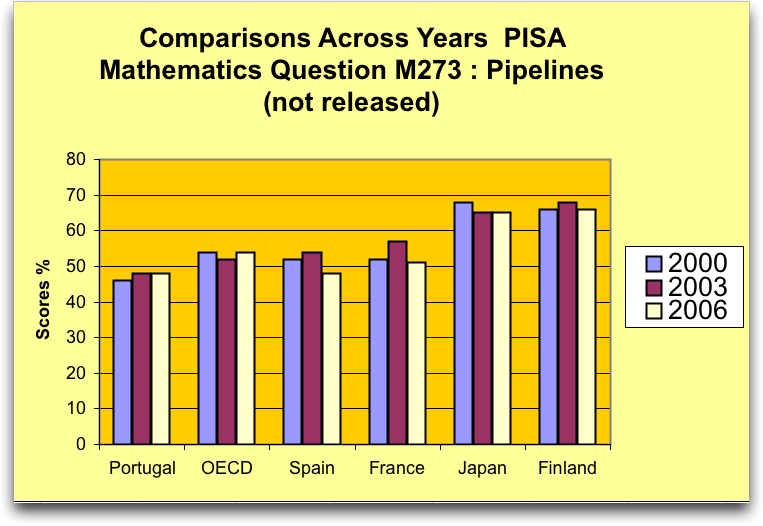 Comparisons Across Years PISA
Mathematics Question M273 : Pipelines
(not released)
80
70
60
50
40
30
20
10
0
Scores %
Portugal OECD Spain France Japan Finland
2000
2003
2006